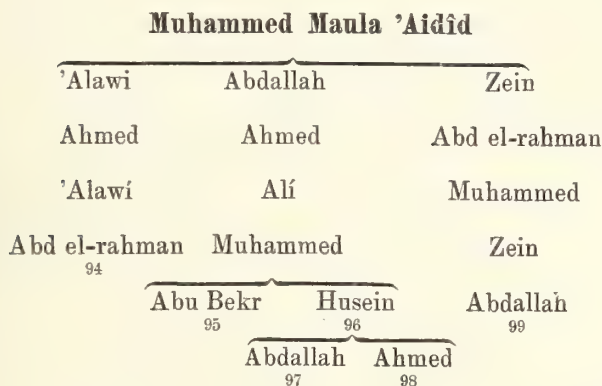 Muhammed Maula 'Aidîd
'Alawi Abdallah Zein
Ahmed Ahmed Abd el-rahman
'Alawí Alí Muhammed
Abd el-rahman Muhammed Zein
94
Abu Bekr Husein Abdallah
95 96 99
Abdallah Ahmed
97 98